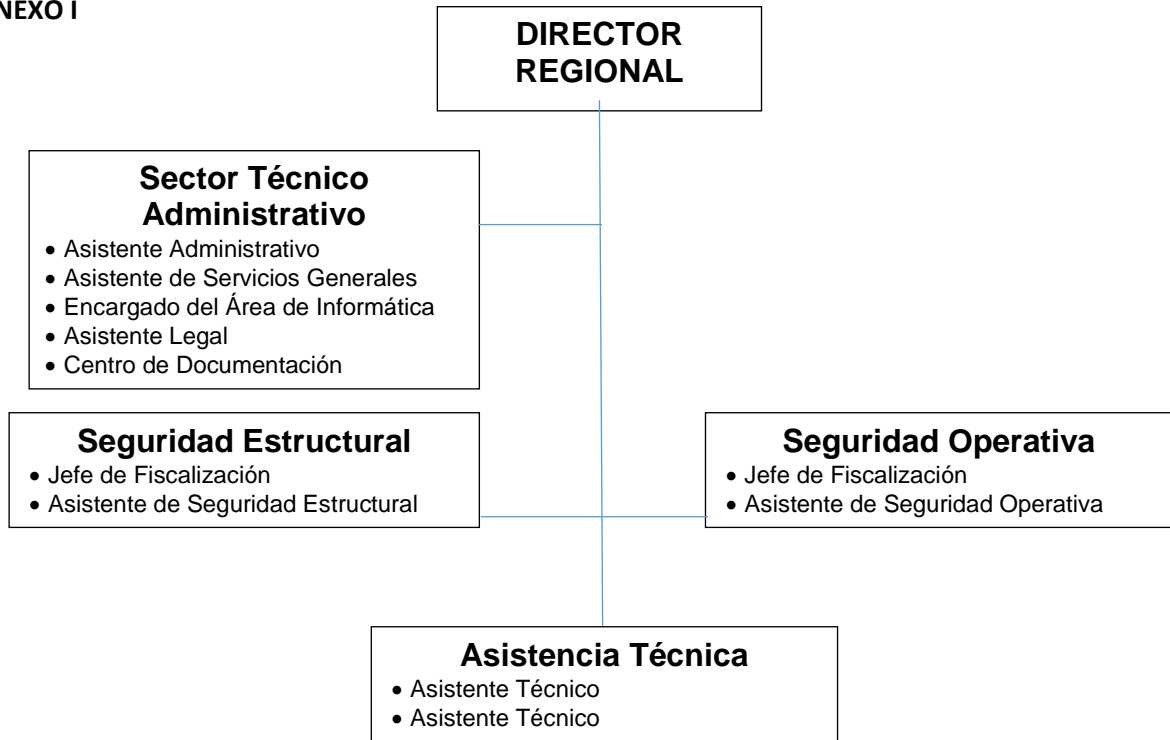 NEXO I
DIRECTOR
REGIONAL
Sector Técnico
Administrativo
• Asistente Administrativo
• Asistente de Servicios Generales
• Encargado del Área de Informática
• Asistente Legal
• Centro de Documentación
Seguridad Estructural
• Jefe de Fiscalización
• Asistente de Seguridad Estructural
Seguridad Operativa
• Jefe de Fiscalización
• Asistente de Seguridad Operativa
Asistencia Técnica
• Asistente Técnico
• Asistente Técnico